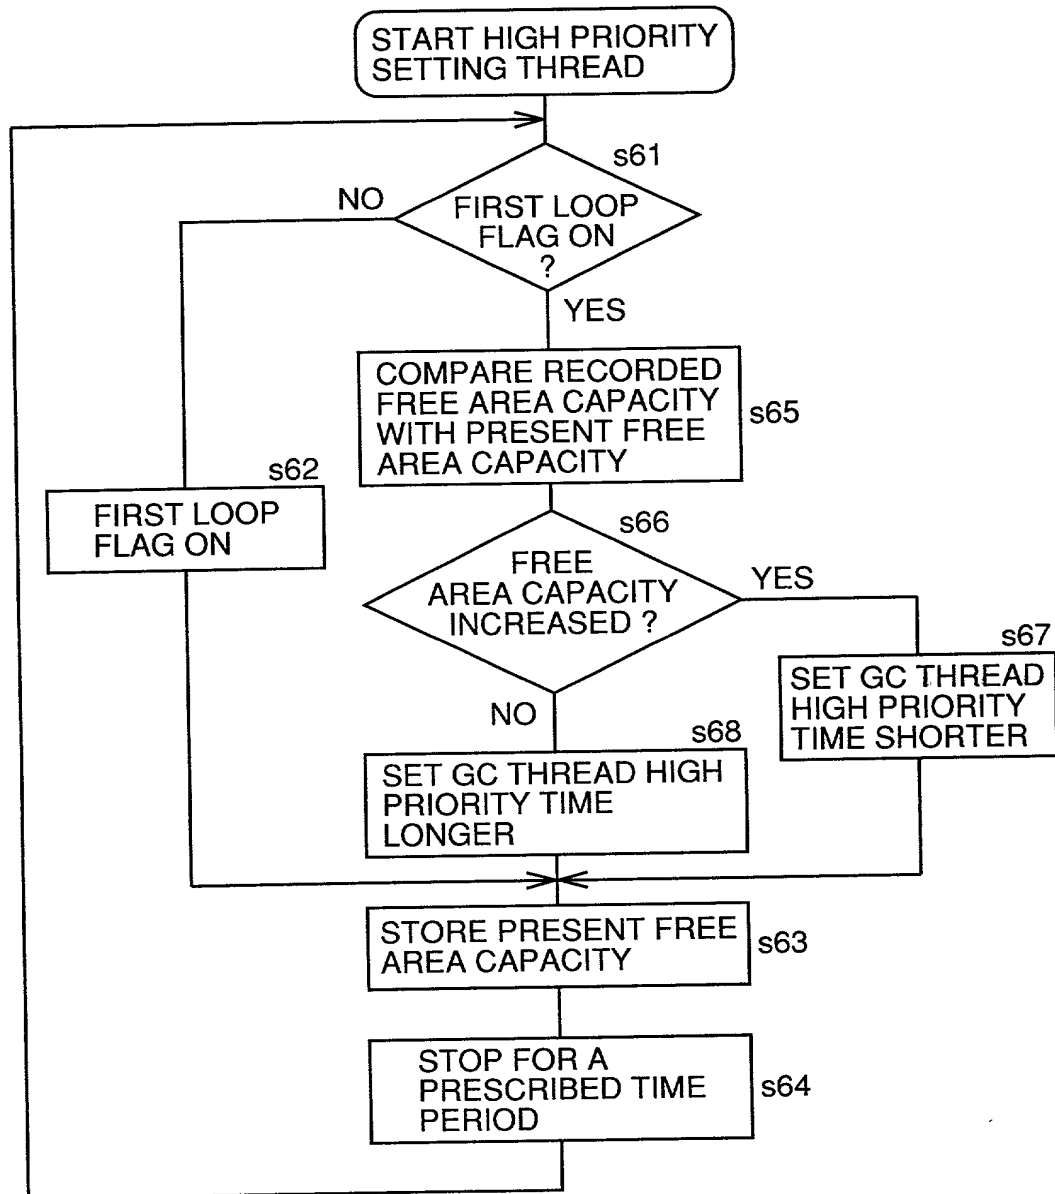 START HIGH PRIORITY
SETTING THREAD
s61
NO
FIRST LOOP
FLAG ON
?
YES
COMPARE RECORDED
FREE AREA CAPACITY
WITH PRESENT FREE
AREA CAPACITY
s65
s62
FIRST LOOP
FLAG ON
s66
FREE
AREA CAPACITY
INCREASED ?
YES
s67
SET GC THREAD
HIGH PRIORITY
TIME SHORTER
NO
s68
SET GC THREAD HIGH
PRIORITY TIME
LONGER
STORE PRESENT FREE
AREA CAPACITY
s63
STOP FOR A
PRESCRIBED TIME
PERIOD
s64